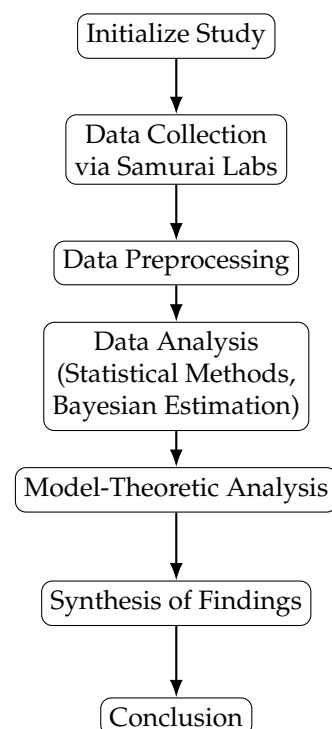 Initialize Study
Data Collection
via Samurai Labs
Data Preprocessing
Data Analysis
(Statistical Methods,
Bayesian Estimation)
Model-Theoretic Analysis
Synthesis of Findings
Conclusion